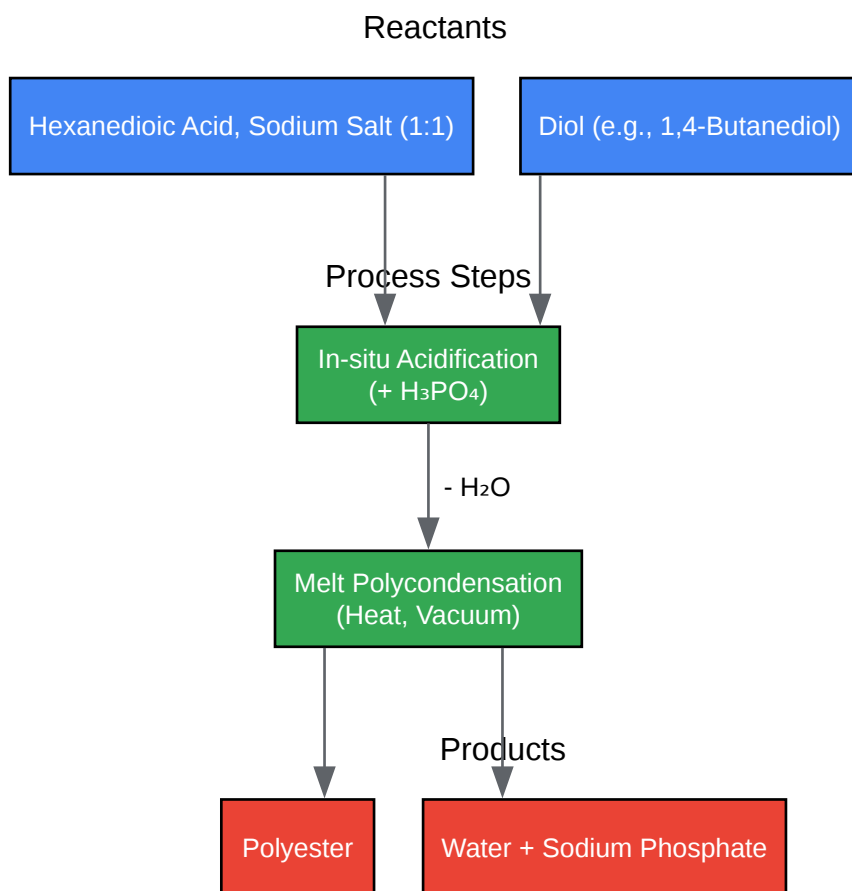 Reactants
Hexanedioic Acid, Sodium Salt (1:1)
Diol (e.g., 1,4-Butanediol)
Process Steps
In-situ Acidification
(+ H₃PO₄)
- H₂O
Melt Polycondensation
(Heat, Vacuum)
Products
Polyester
Water + Sodium Phosphate